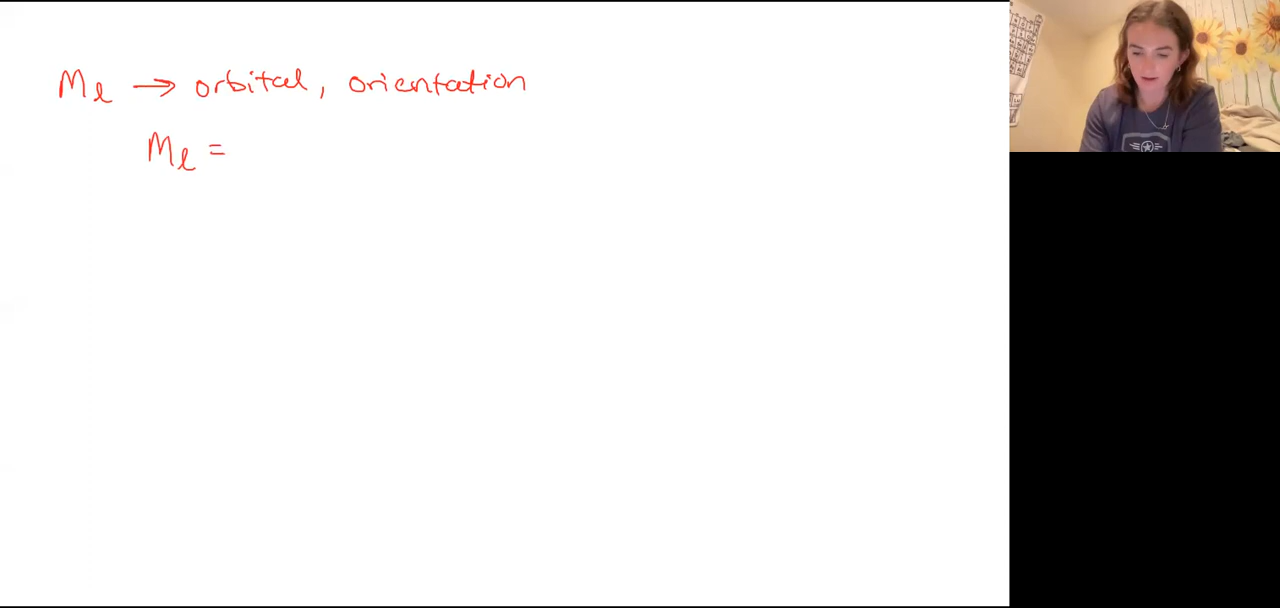 Mₗ → orbital, orientation
Mₗ =